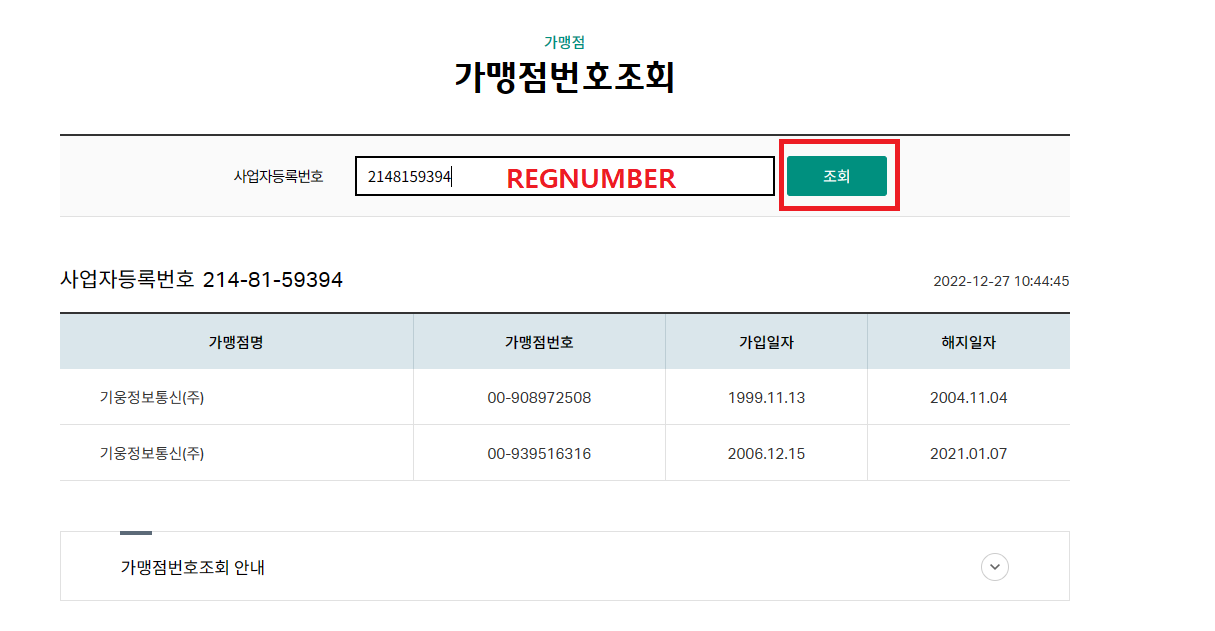 가맹점
가맹점번호조회
사업자등록번호 2148159394 REGNUMBER 조회
사업자등록번호 214-81-59394 2022-12-27 10:44:45
가맹점명 가맹점번호 가입일자 해지일자
기웅정보통신(주) 00-908972508 1999.11.13 2004.11.04
기웅정보통신(주) 00-939516316 2006.12.15 2021.01.07
가맹점번호조회 안내